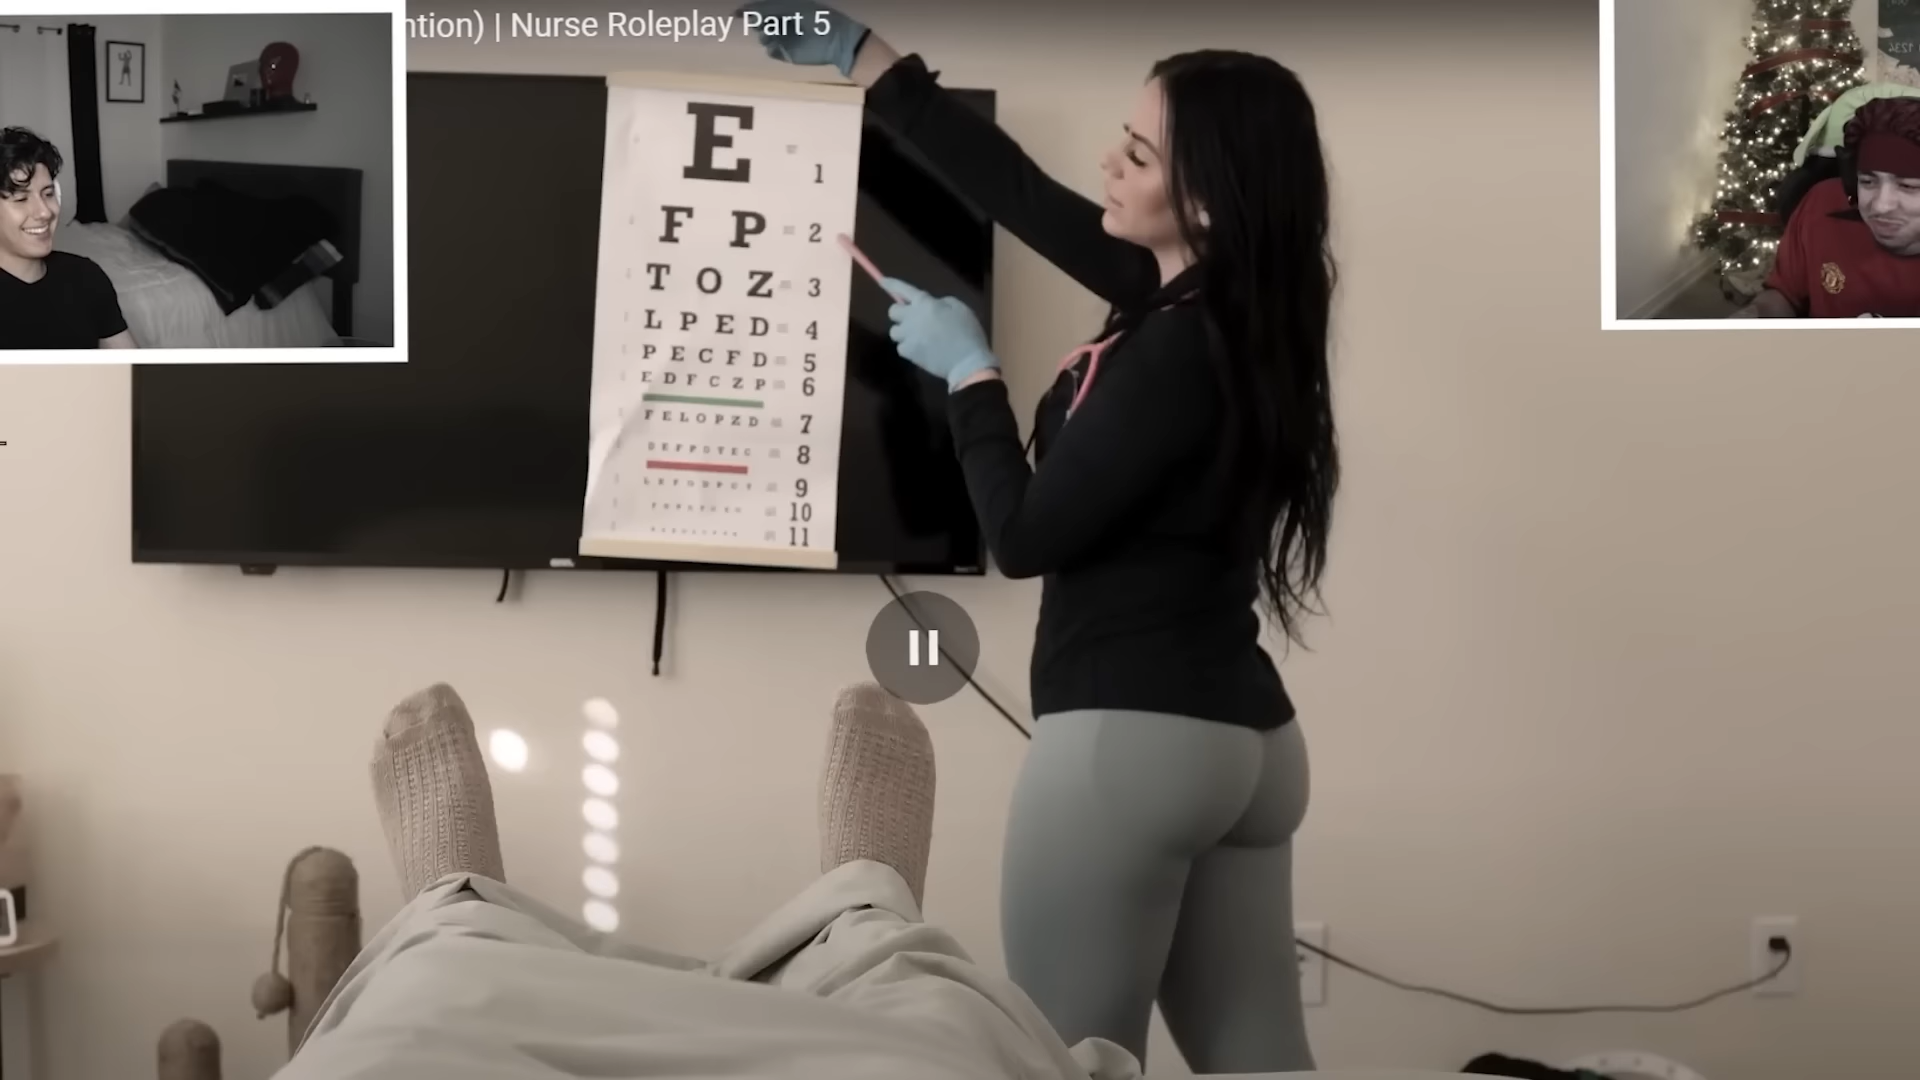 ntion) | Nurse Roleplay Part 5
E 1
F P 2
T O Z 3
L P E D 4
P E C F D 5
E D F C Z P 6
F E L O P Z D 7
D E F P O T E C 8
9
10
11